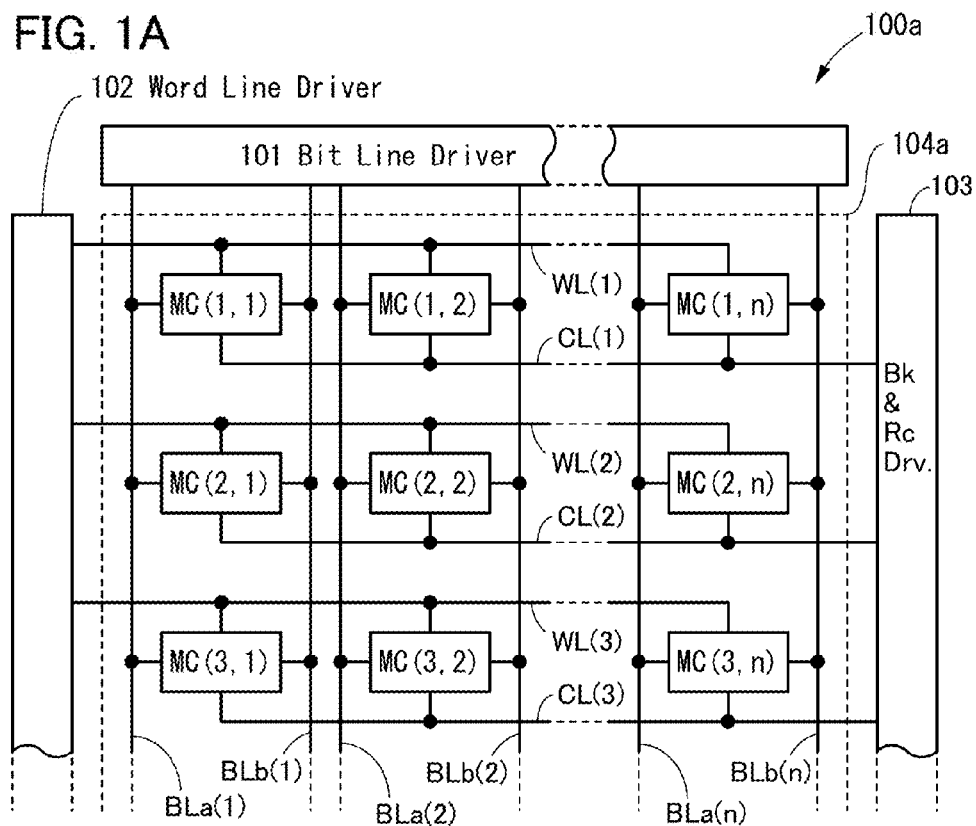 FIG. 1A
100a
102 Word Line Driver
101 Bit Line Driver
104a
103
WL(1)
MC(1, 1)
MC(1, 2)
MC(1, n)
CL(1)
Bk
&
Rc
Drv.
WL(2)
MC(2, 1)
MC(2, 2)
MC(2, n)
CL(2)
WL(3)
MC(3, 1)
MC(3, 2)
MC(3, n)
CL(3)
BLb(1)
BLb(2)
BLb(n)
BLa(1)
BLa(2)
BLa(n)